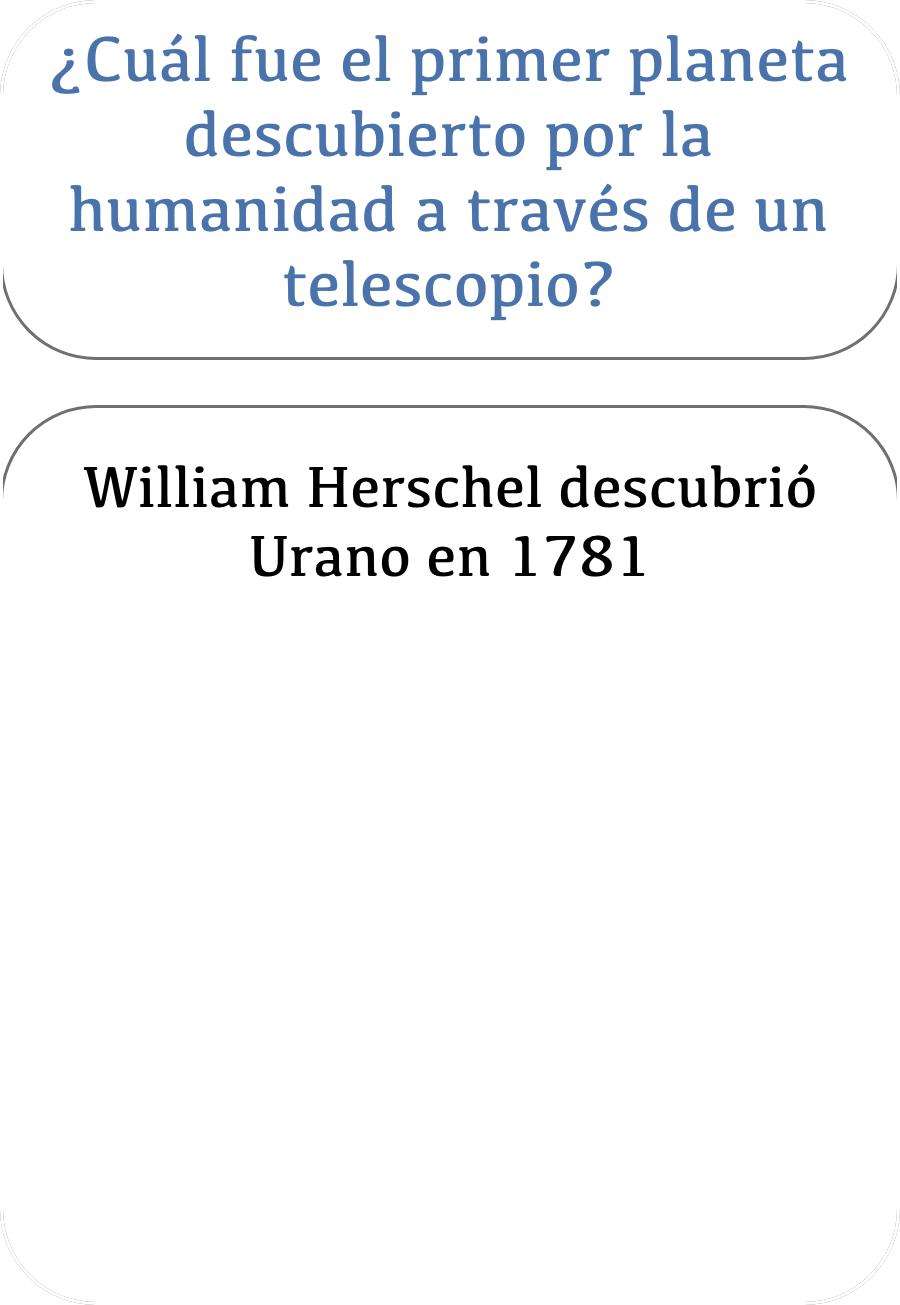 ¿Cuál fue el primer planeta
descubierto por la
humanidad a través de un
telescopio?
William Herschel descubrió
Urano en 1781